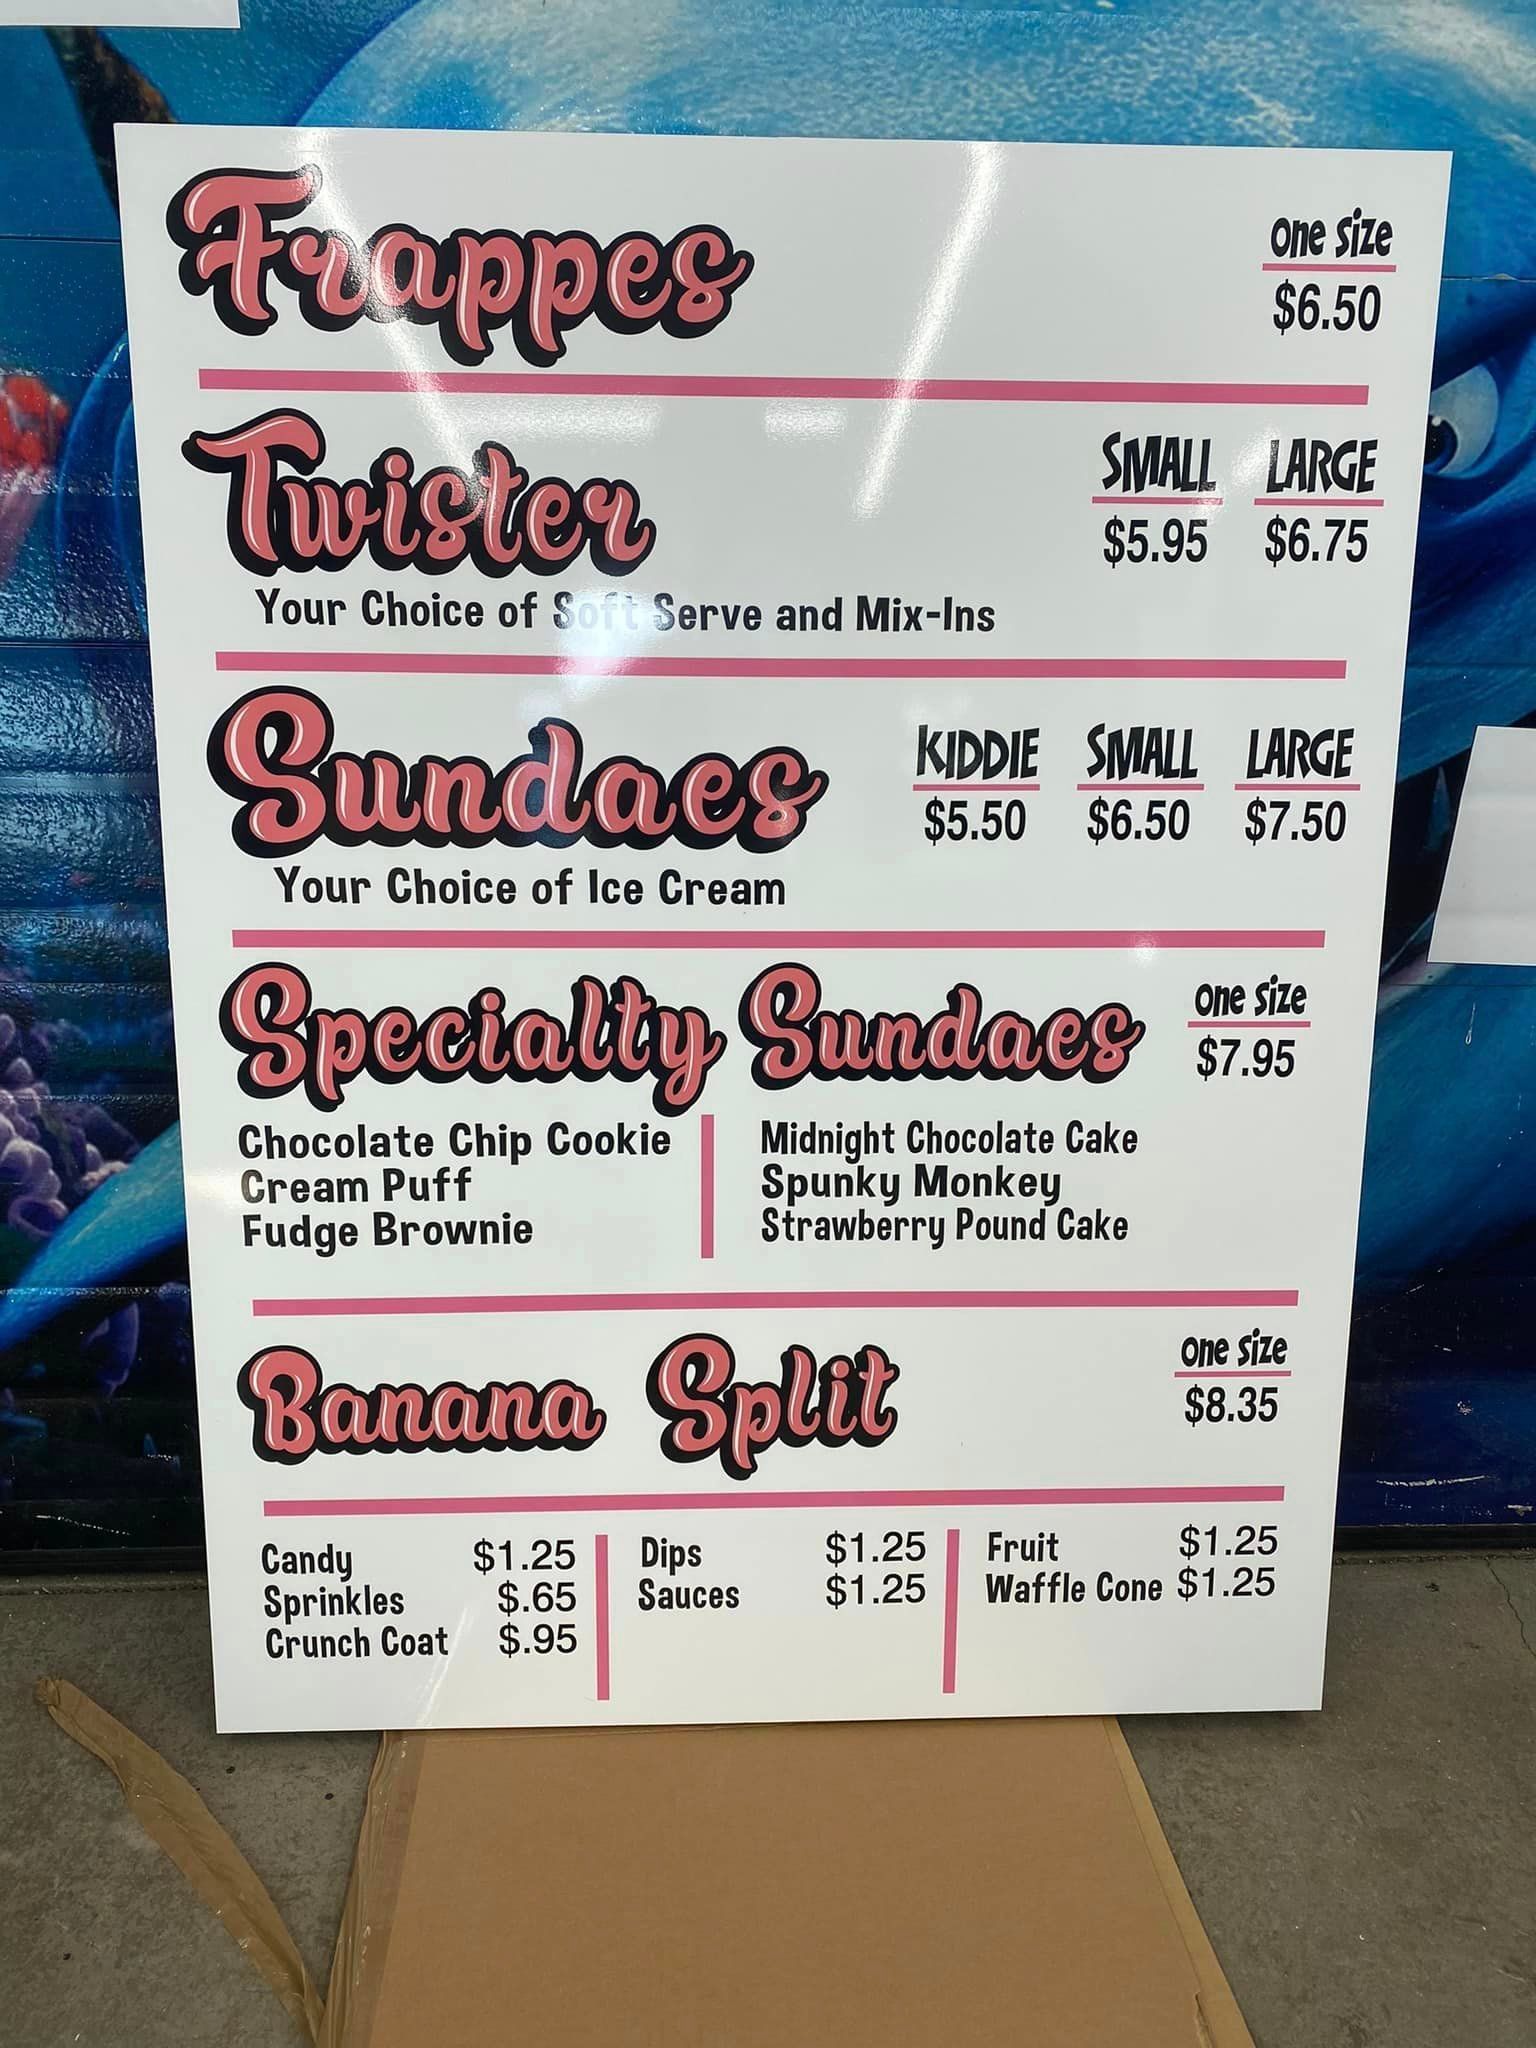 Frappes
One Size
$6.50
Twister
SMALL LARGE
$5.95 $6.75
Your Choice of Soft Serve and Mix-Ins
Sundaes
KIDDIE SMALL LARGE
$5.50 $6.50 $7.50
Your Choice of Ice Cream
Specialty Sundaes
One Size
$7.95
Chocolate Chip Cookie
Cream Puff
Fudge Brownie
Midnight Chocolate Cake
Spunky Monkey
Strawberry Pound Cake
Banana Split
One Size
$8.35
Candy $1.25
Sprinkles $.65
Crunch Coat $.95
Dips $1.25
Sauces $1.25
Fruit $1.25
Waffle Cone $1.25